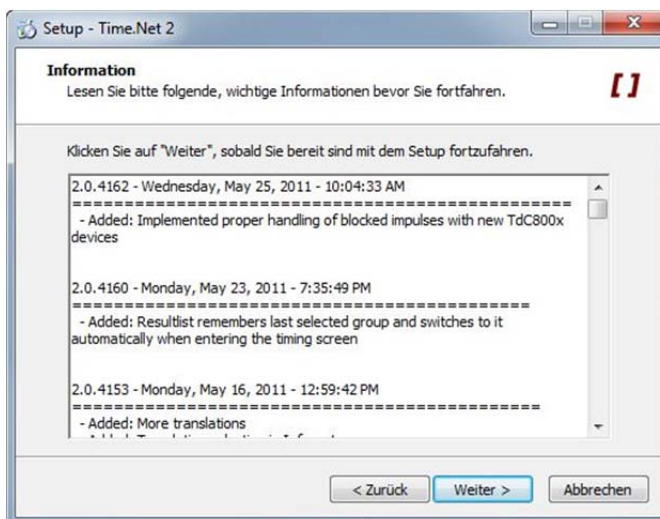 Setup - Time.Net 2
Information
Lesen Sie bitte folgende, wichtige Informationen bevor Sie fortfahren.
[ ]
Klicken Sie auf "Weiter", sobald Sie bereit sind mit dem Setup fortzufahren.
2.0.4162 - Wednesday, May 25, 2011 - 10:04:33 AM
================================================
- Added: Implemented proper handling of blocked impulses with new TdC800x
devices
2.0.4160 - Monday, May 23, 2011 - 7:35:49 PM
============================================
- Added: Resultlist remembers last selected group and switches to it
automatically when entering the timing screen
2.0.4153 - Monday, May 16, 2011 - 12:59:42 PM
=============================================
- Added: More translations
< Zurück
Weiter >
Abbrechen